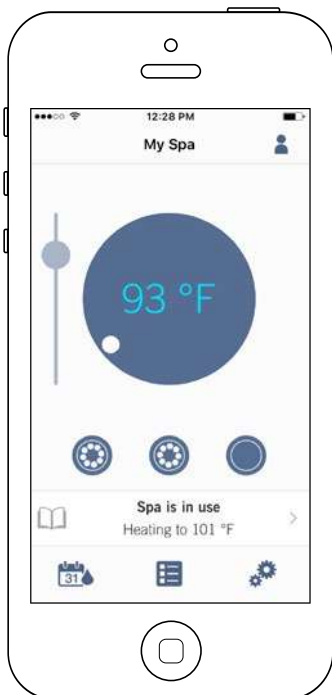 12:28 PM
My Spa
93 °F
Spa is in use
Heating to 101 °F
31